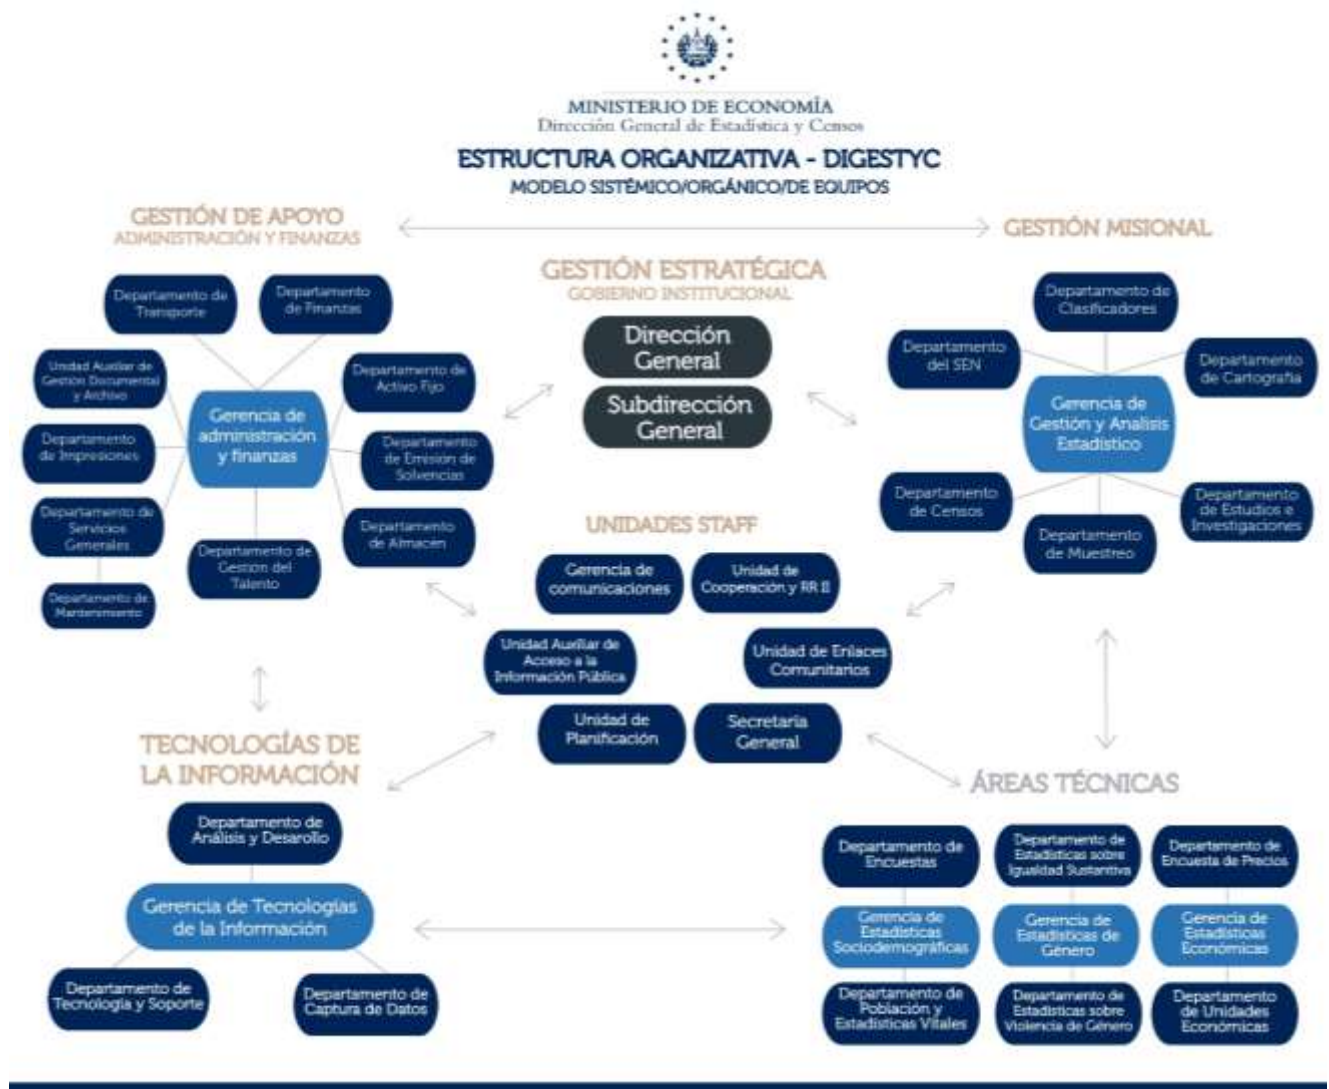 MINISTERIO DE ECONOMÍA
Dirección General de Estadística y Censos
ESTRUCTURA ORGANIZATIVA - DIGESTYC
MODELO SISTÉMICO/ORGÁNICO/DE EQUIPOS
GESTIÓN DE APOYO
ADMINISTRACIÓN Y FINANZAS
Departamento de
Transporte
Departamento
de Finanzas
Unidad Auxiliar de
Gestión Documental
y Archivo
Departamento de
Activo Fijo
Gerencia de
administración
y finanzas
Departamento
de Impresiones
Departamento
de Emisión de
Solvencias
Departamento de
Servicios
Generales
Departamento
de Almacén
Departamento de
Gestión del
Talento
Departamento de
Mantenimiento
GESTIÓN ESTRATÉGICA
GOBIERNO INSTITUCIONAL
Dirección
General
Subdirección
General
GESTIÓN MISIONAL
Departamento de
Clasificadores
Departamento
del SEN
Departamento
de Cartografía
Gerencia de
Gestión y Análisis
Estadístico
Departamento
de Censos
Departamento
de Estudios e
Investigaciones
Departamento
de Muestreo
UNIDADES STAFF
Gerencia de
comunicaciones
Unidad de
Cooperación y RR II
Unidad Auxiliar de
Acceso a la
Información Pública
Unidad de Enlaces
Comunitarios
Unidad de
Planificación
Secretaría
General
TECNOLOGÍAS DE
LA INFORMACIÓN
Departamento de
Análisis y Desarollo
Gerencia de Tecnologías
de la Información
Departamento de
Tecnología y Soporte
Departamento de
Captura de Datos
ÁREAS TÉCNICAS
Departamento de
Encuestas
Departamento de
Estadísticas sobre
Igualdad Sustantiva
Departamento de
Encuesta de Precios
Gerencia de
Estadísticas
Sociodemográficas
Gerencia de
Estadísticas de
Género
Gerencia de
Estadísticas
Económicas
Departamento de
Población y
Estadísticas Vitales
Departamento de
Estadísticas sobre
Violencia de Género
Departamento
de Unidades
Económicas